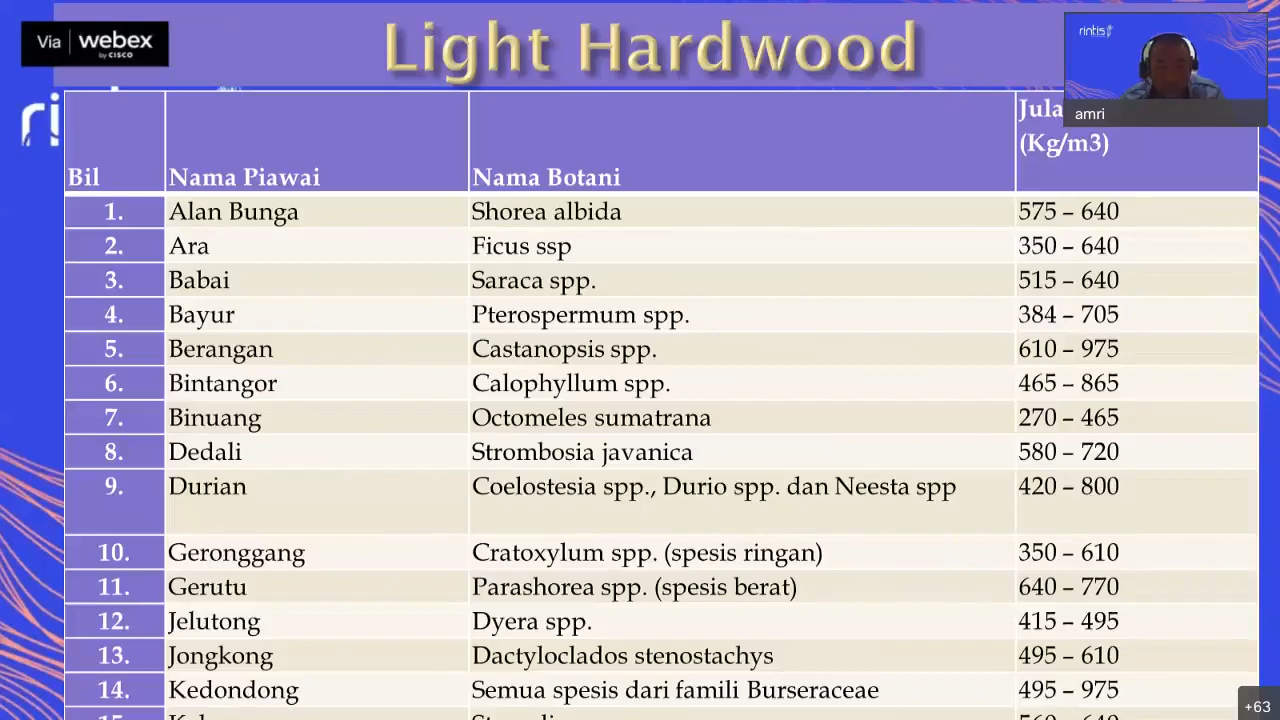 Via webex
by CISCO
Light Hardwood
rintis
amri
Bil Nama Piawai Nama Botani (Kg/m3)
1. Alan Bunga Shorea albida 575 – 640
2. Ara Ficus ssp 350 – 640
3. Babai Saraca spp. 515 – 640
4. Bayur Pterospermum spp. 384 – 705
5. Berangan Castanopsis spp. 610 – 975
6. Bintangor Calophyllum spp. 465 – 865
7. Binuang Octomeles sumatrana 270 – 465
8. Dedali Strombosia javanica 580 – 720
9. Durian Coelostesia spp., Durio spp. dan Neesta spp 420 – 800
10. Geronggang Cratoxylum spp. (spesis ringan) 350 – 610
11. Gerutu Parashorea spp. (spesis berat) 640 – 770
12. Jelutong Dyera spp. 415 – 495
13. Jongkong Dactyloclados stenostachys 495 – 610
14. Kedondong Semua spesis dari famili Burseraceae 495 – 975
+63